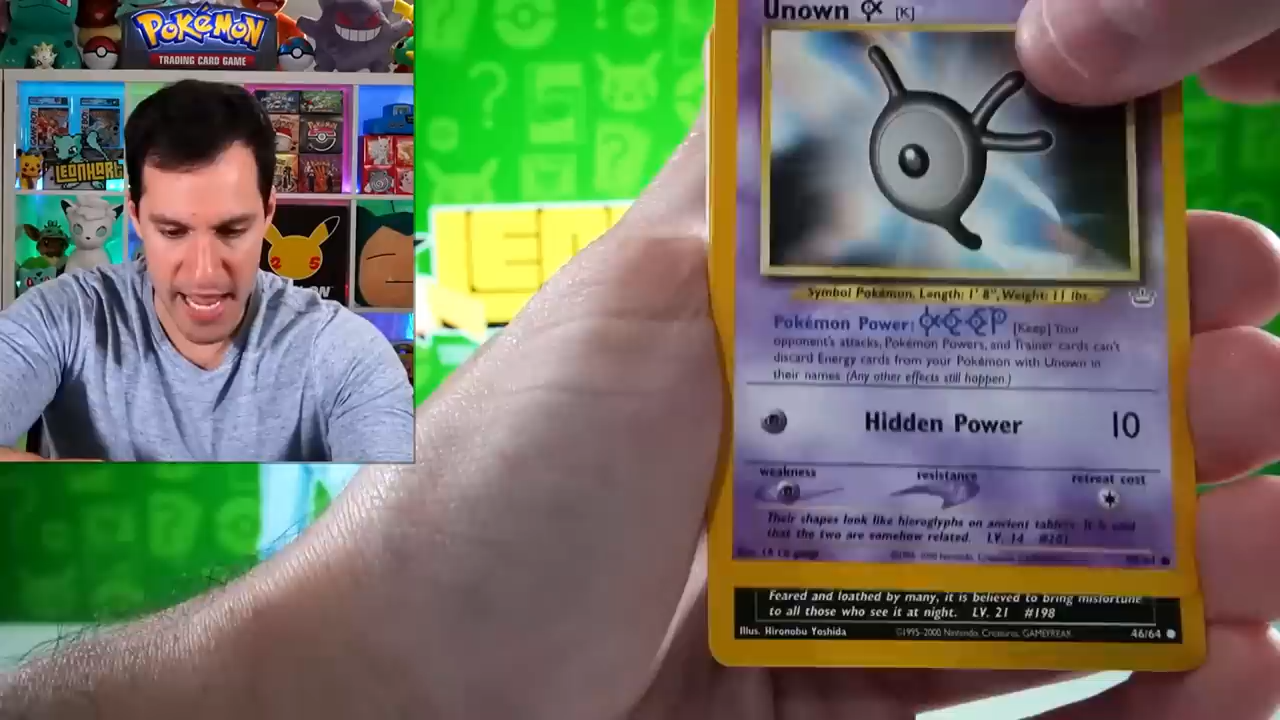 Pokémon
TRADING CARD GAME
LEONHART
25
Unown [K]
Symbol Pokémon, Length: 1' 8", Weight: 11 lbs.
Pokémon Power: [Keep] Your
opponent's attacks, Pokémon Powers, and Trainer cards can't
discard Energy cards from your Pokémon with Unown in
their names (Any other effects still happen.)
Hidden Power 10
weakness resistance retreat cost
Their shapes look like hieroglyphs on ancient tablets. It is said
that the two are somehow related. LV. 14 #201
Feared and loathed by many, it is believed to bring misfortune
to all those who see it at night. LV. 21 #198
Illus. Hironobu Yoshida ©1995-2000 Nintendo, Creatures, GAMEFREAK. 46/64